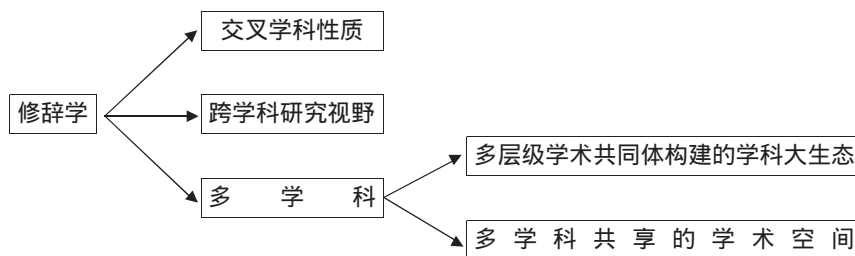 交叉学科性质
修辞学
跨学科研究视野
多层级学术共同体构建的学科大生态
多学科
多学科共享的学术空间